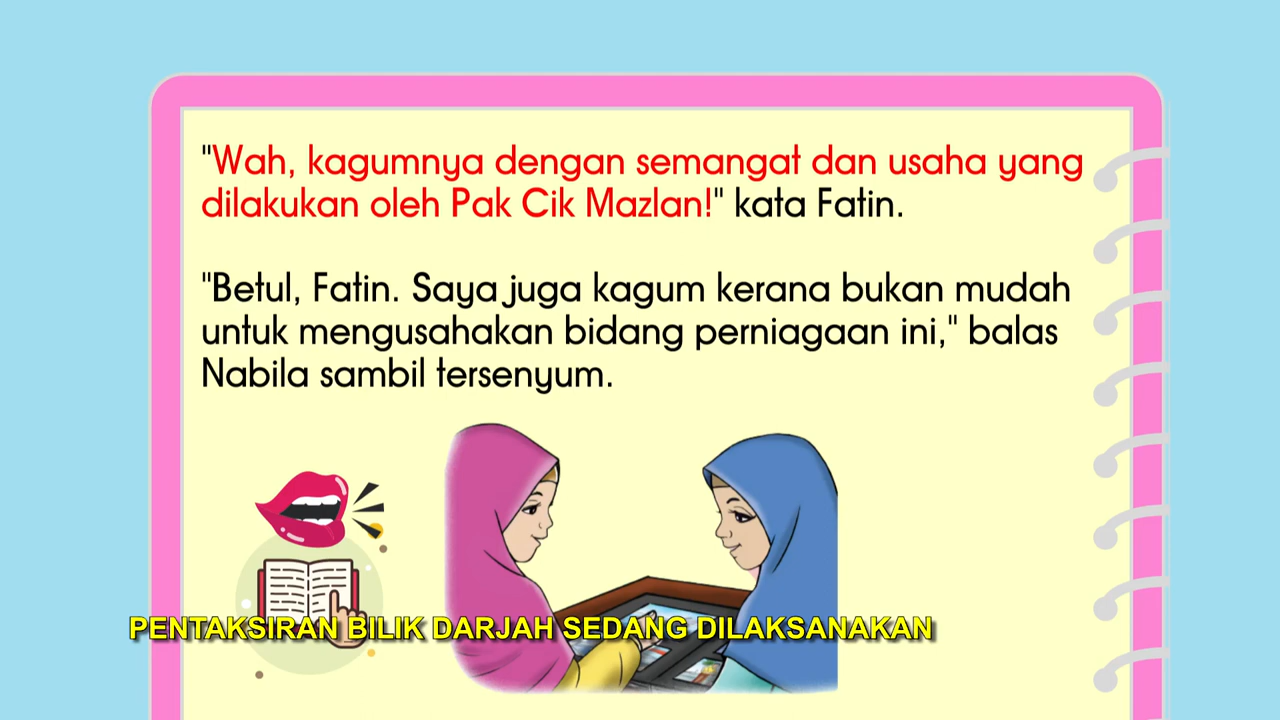 "Wah, kagumnya dengan semangat dan usaha yang
dilakukan oleh Pak Cik Mazlan!" kata Fatin.
"Betul, Fatin. Saya juga kagum kerana bukan mudah
untuk mengusahakan bidang perniagaan ini," balas
Nabila sambil tersenyum.
PENTAKSIRAN BILIK DARJAH SEDANG DILAKSANAKAN